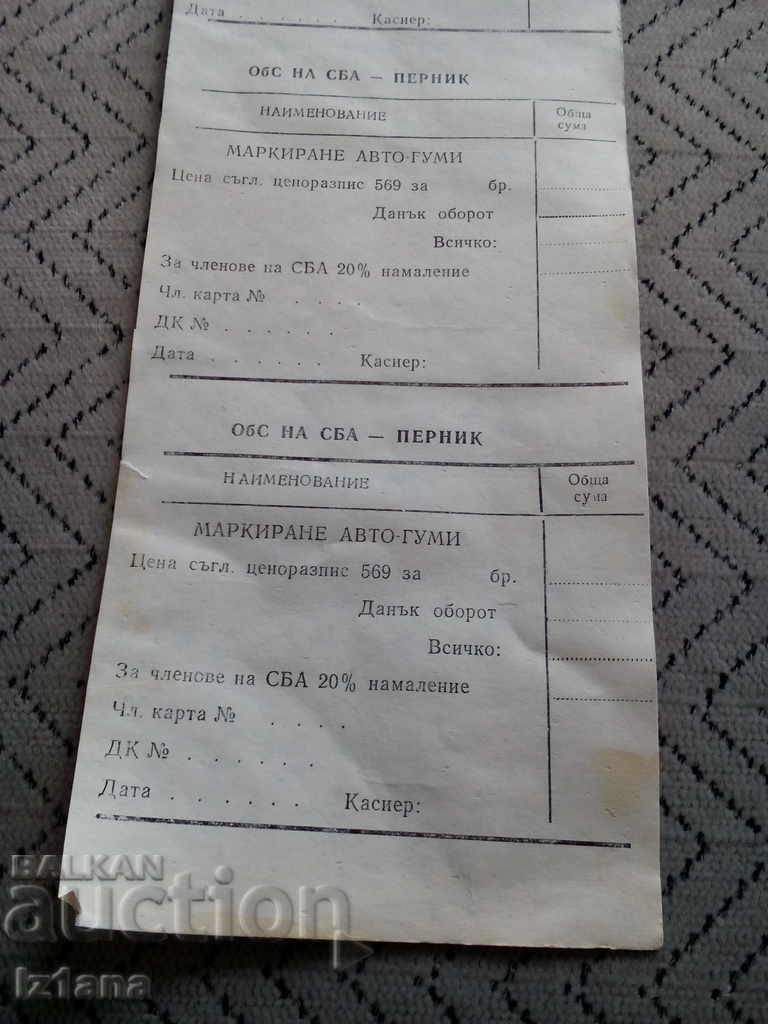 Дата . . . . . . Касиер:
ОбС НА СБА — ПЕРНИК
НАИМЕНОВАНИЕ Обща сума
МАРКИРАНЕ АВТО-ГУМИ
Цена съгл. ценоразпис 569 за бр.
Данък оборот
Всичко:
За членове на СБА 20% намаление
Чл. карта № . . . .
ДК № . . . . . .
Дата . . . . . . Касиер:
ОбС НА СБА — ПЕРНИК
НАИМЕНОВАНИЕ Обща сума
МАРКИРАНЕ АВТО-ГУМИ
Цена съгл. ценоразпис 569 за бр.
Данък оборот
Всичко:
За членове на СБА 20% намаление
Чл. карта № . . . .
ДК № . . . . . .
Дата . . . . . . Касиер:
BALKAN
auction
Iz1ana